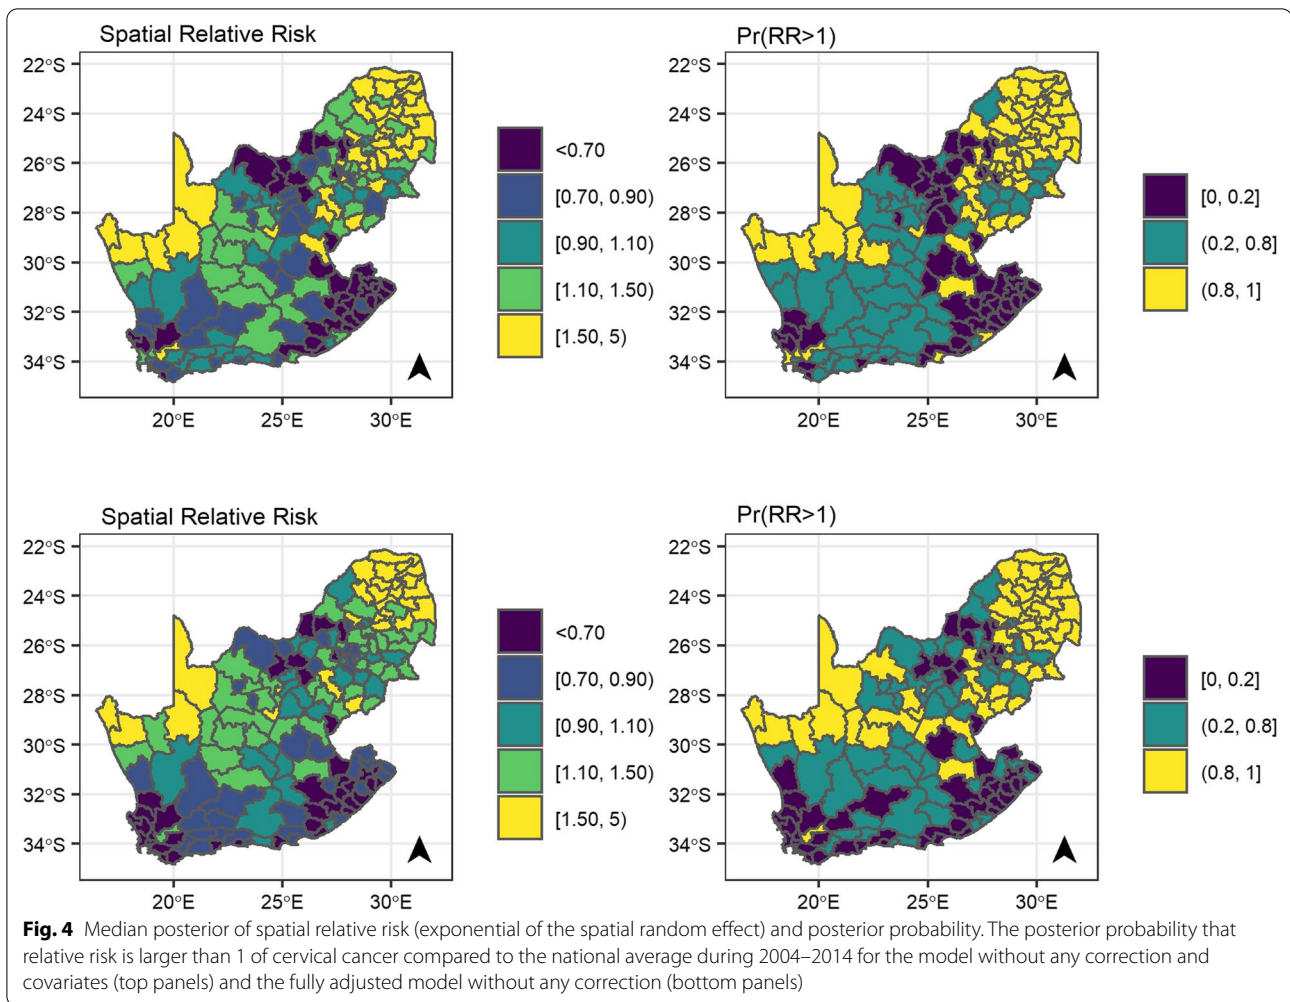 Spatial Relative Risk
22°S
24°S
26°S
28°S
30°S
32°S
34°S
20°E
25°E
30°E
<0.70
[0.70, 0.90)
[0.90, 1.10)
[1.10, 1.50)
[1.50, 5)
Pr(RR>1)
22°S
24°S
26°S
28°S
30°S
32°S
34°S
20°E
25°E
30°E
[0, 0.2]
(0.2, 0.8]
(0.8, 1]
Spatial Relative Risk
22°S
24°S
26°S
28°S
30°S
32°S
34°S
20°E
25°E
30°E
<0.70
[0.70, 0.90)
[0.90, 1.10)
[1.10, 1.50)
[1.50, 5)
Pr(RR>1)
22°S
24°S
26°S
28°S
30°S
32°S
34°S
20°E
25°E
30°E
[0, 0.2]
(0.2, 0.8]
(0.8, 1]
Fig. 4 Median posterior of spatial relative risk (exponential of the spatial random effect) and posterior probability. The posterior probability that
relative risk is larger than 1 of cervical cancer compared to the national average during 2004–2014 for the model without any correction and
covariates (top panels) and the fully adjusted model without any correction (bottom panels)